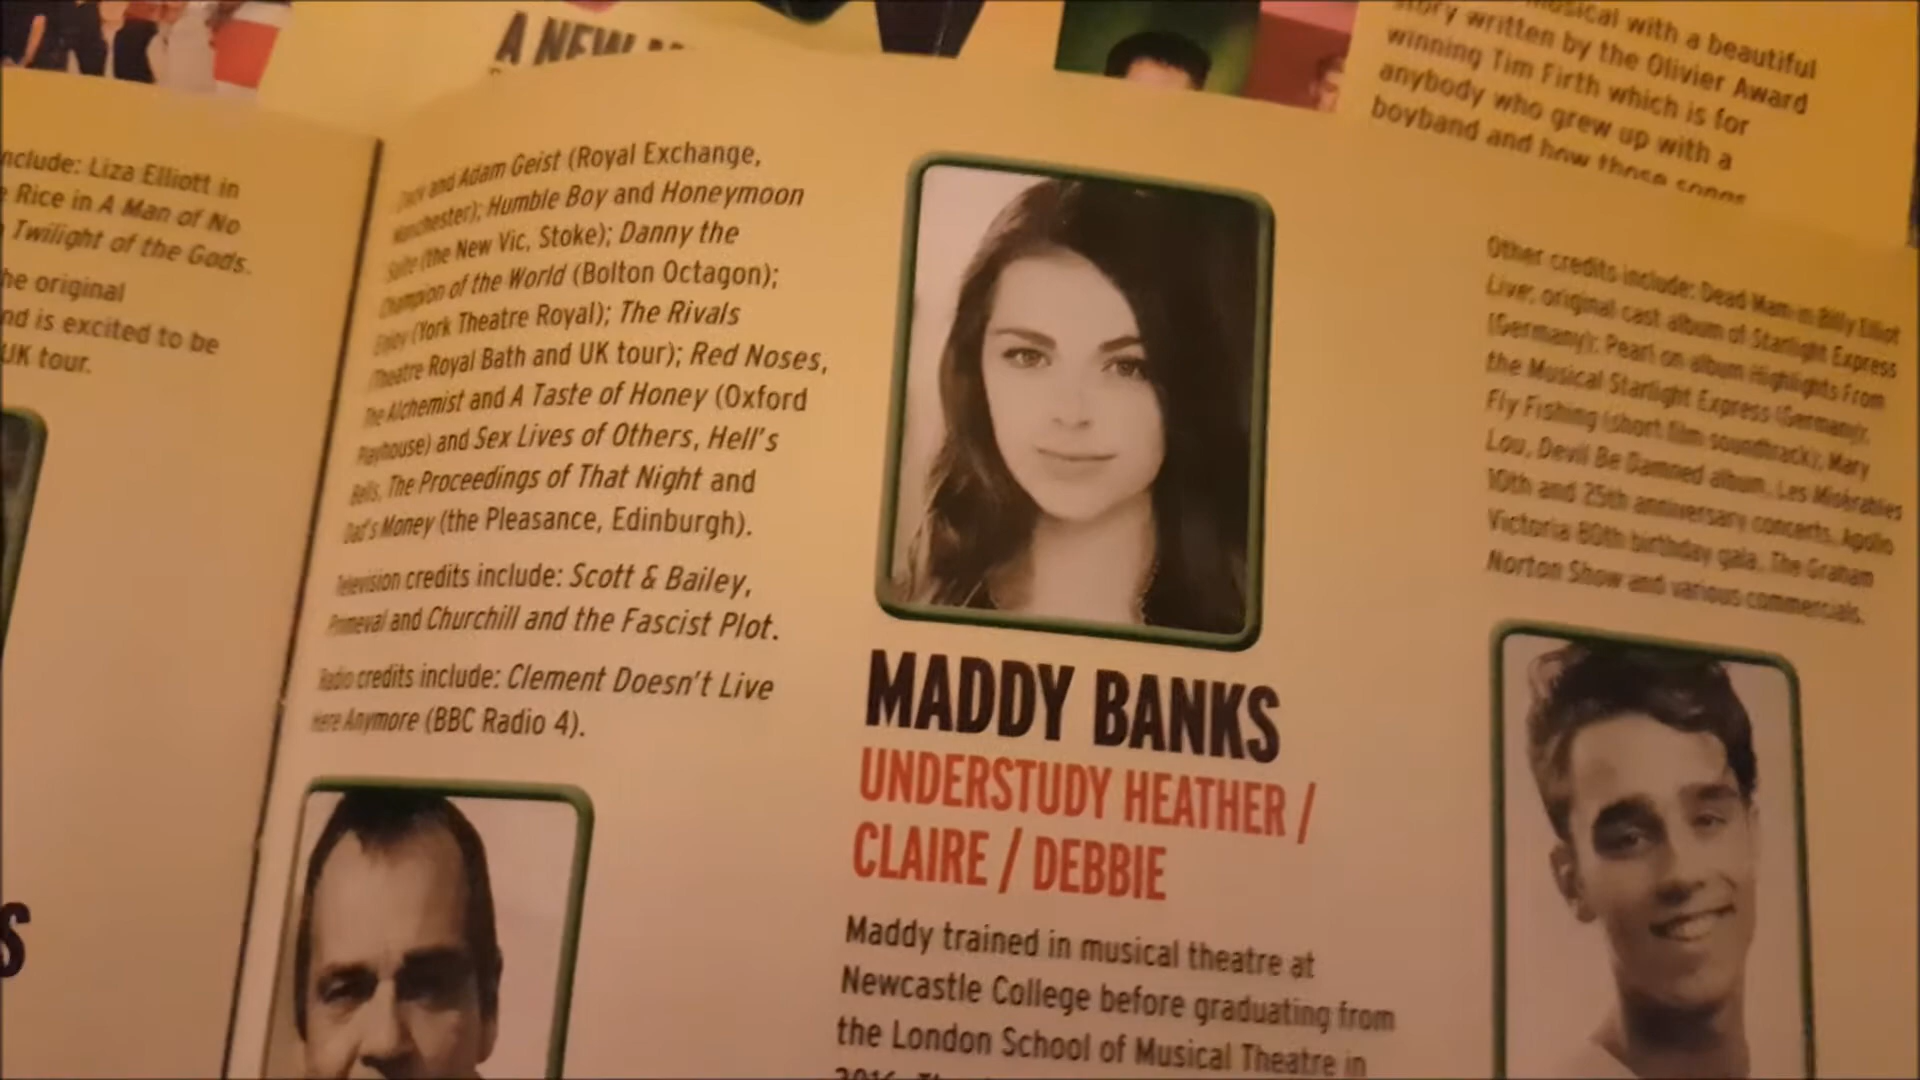 A NEW
musical with a beautiful
story written by the Olivier Award
winning Tim Firth which is for
anybody who grew up with a
boyband and how those songs
nclude: Liza Elliott in
Rice in A Man of No
Twilight of the Gods.
he original
nd is excited to be
UK tour.
S
and Adam Geist (Royal Exchange,
Manchester); Humble Boy and Honeymoon
Suite (the New Vic, Stoke); Danny the
Champion of the World (Bolton Octagon);
(York Theatre Royal); The Rivals
(Theatre Royal Bath and UK tour); Red Noses,
The Alchemist and A Taste of Honey (Oxford
Playhouse) and Sex Lives of Others, Hell's
Bells, The Proceedings of That Night and
Dad's Money (the Pleasance, Edinburgh).
Television credits include: Scott & Bailey,
Primeval and Churchill and the Fascist Plot.
Radio credits include: Clement Doesn't Live
Here Anymore (BBC Radio 4).
MADDY BANKS
UNDERSTUDY HEATHER /
CLAIRE / DEBBIE
Maddy trained in musical theatre at
Newcastle College before graduating from
the London School of Musical Theatre in
2016.
Other credits include: Dead Mam in Billy Elliot
Live; original cast album of Starlight Express
(Germany); Pearl on album Highlights From
the Musical Starlight Express (Germany);
Fly Fishing (short film soundtrack); Mary
Lou, Devil Be Damned album, Les Misérables
10th and 25th anniversary concerts, Apollo
Victoria 80th birthday gala, The Graham
Norton Show and various commercials.